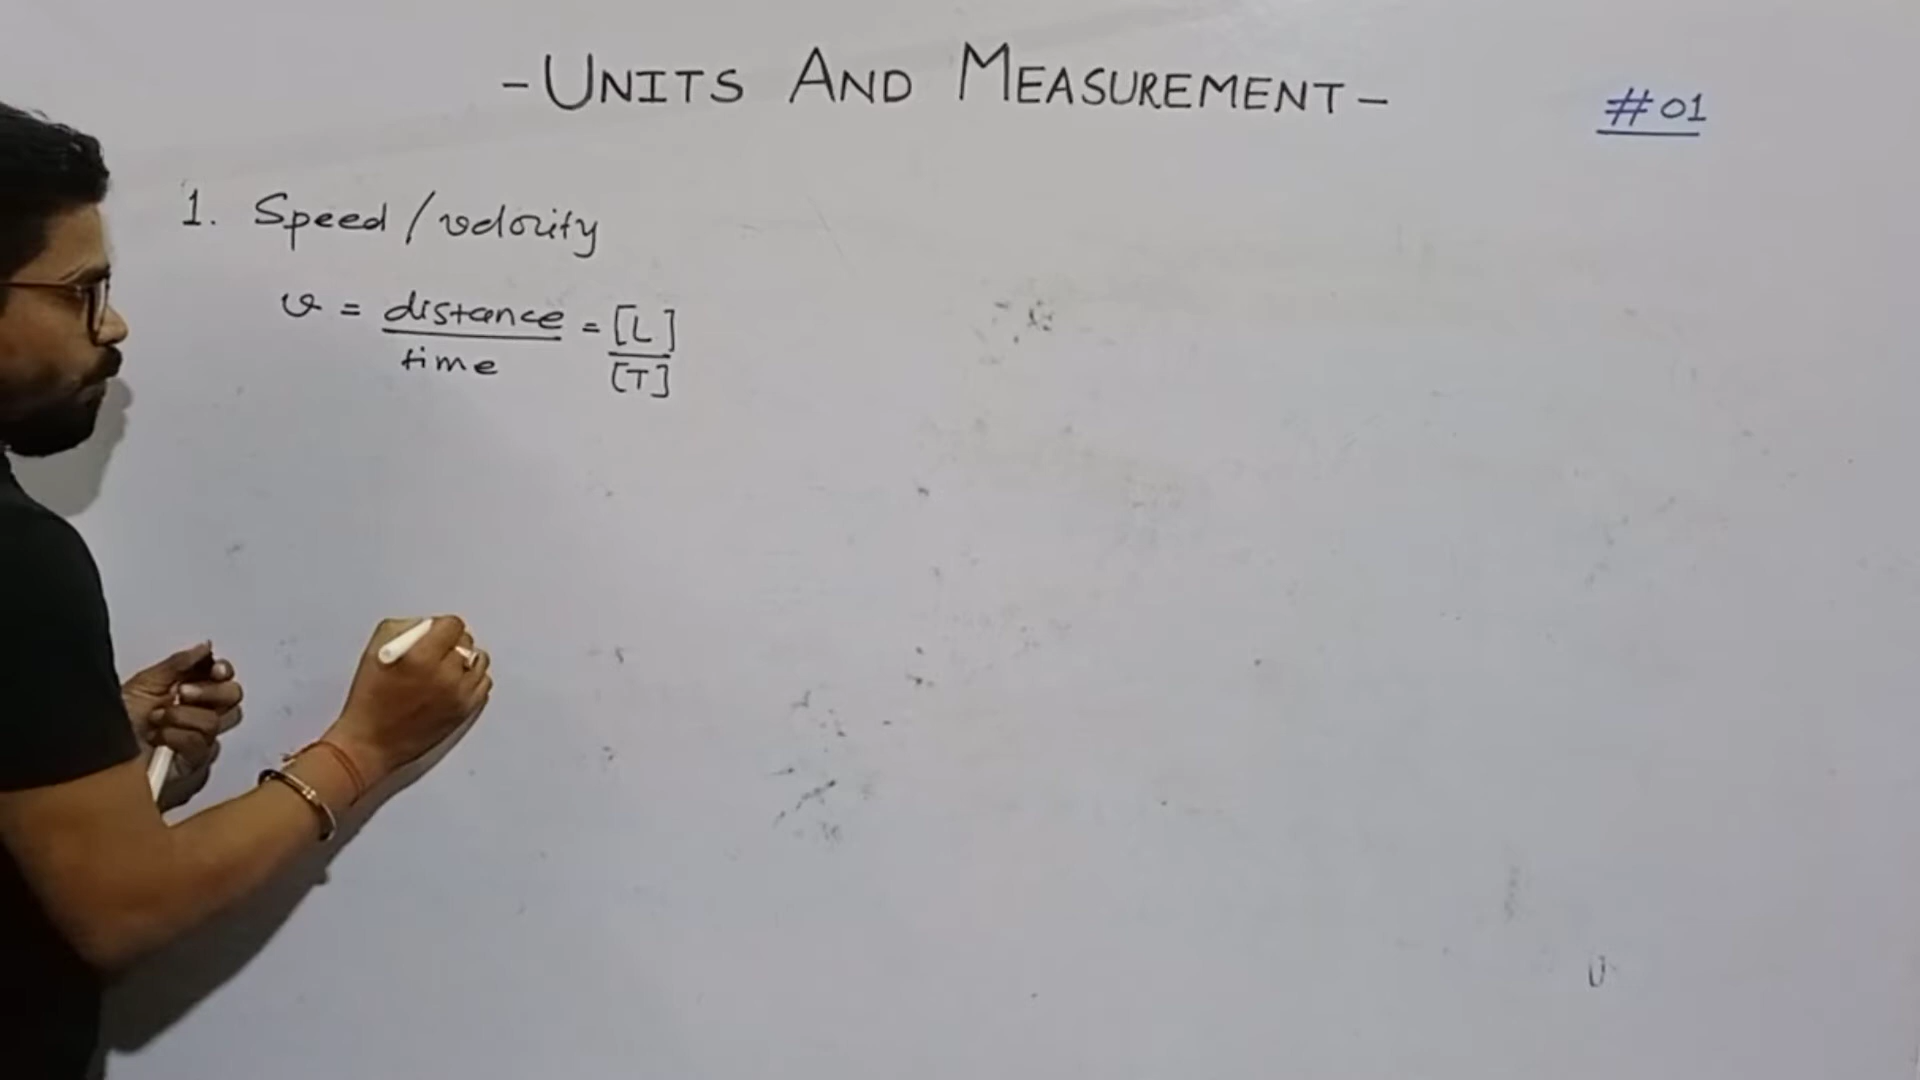 - UNITS AND MEASUREMENT -
#01
1. Speed / velocity
v = distance / time = [L] / [T]